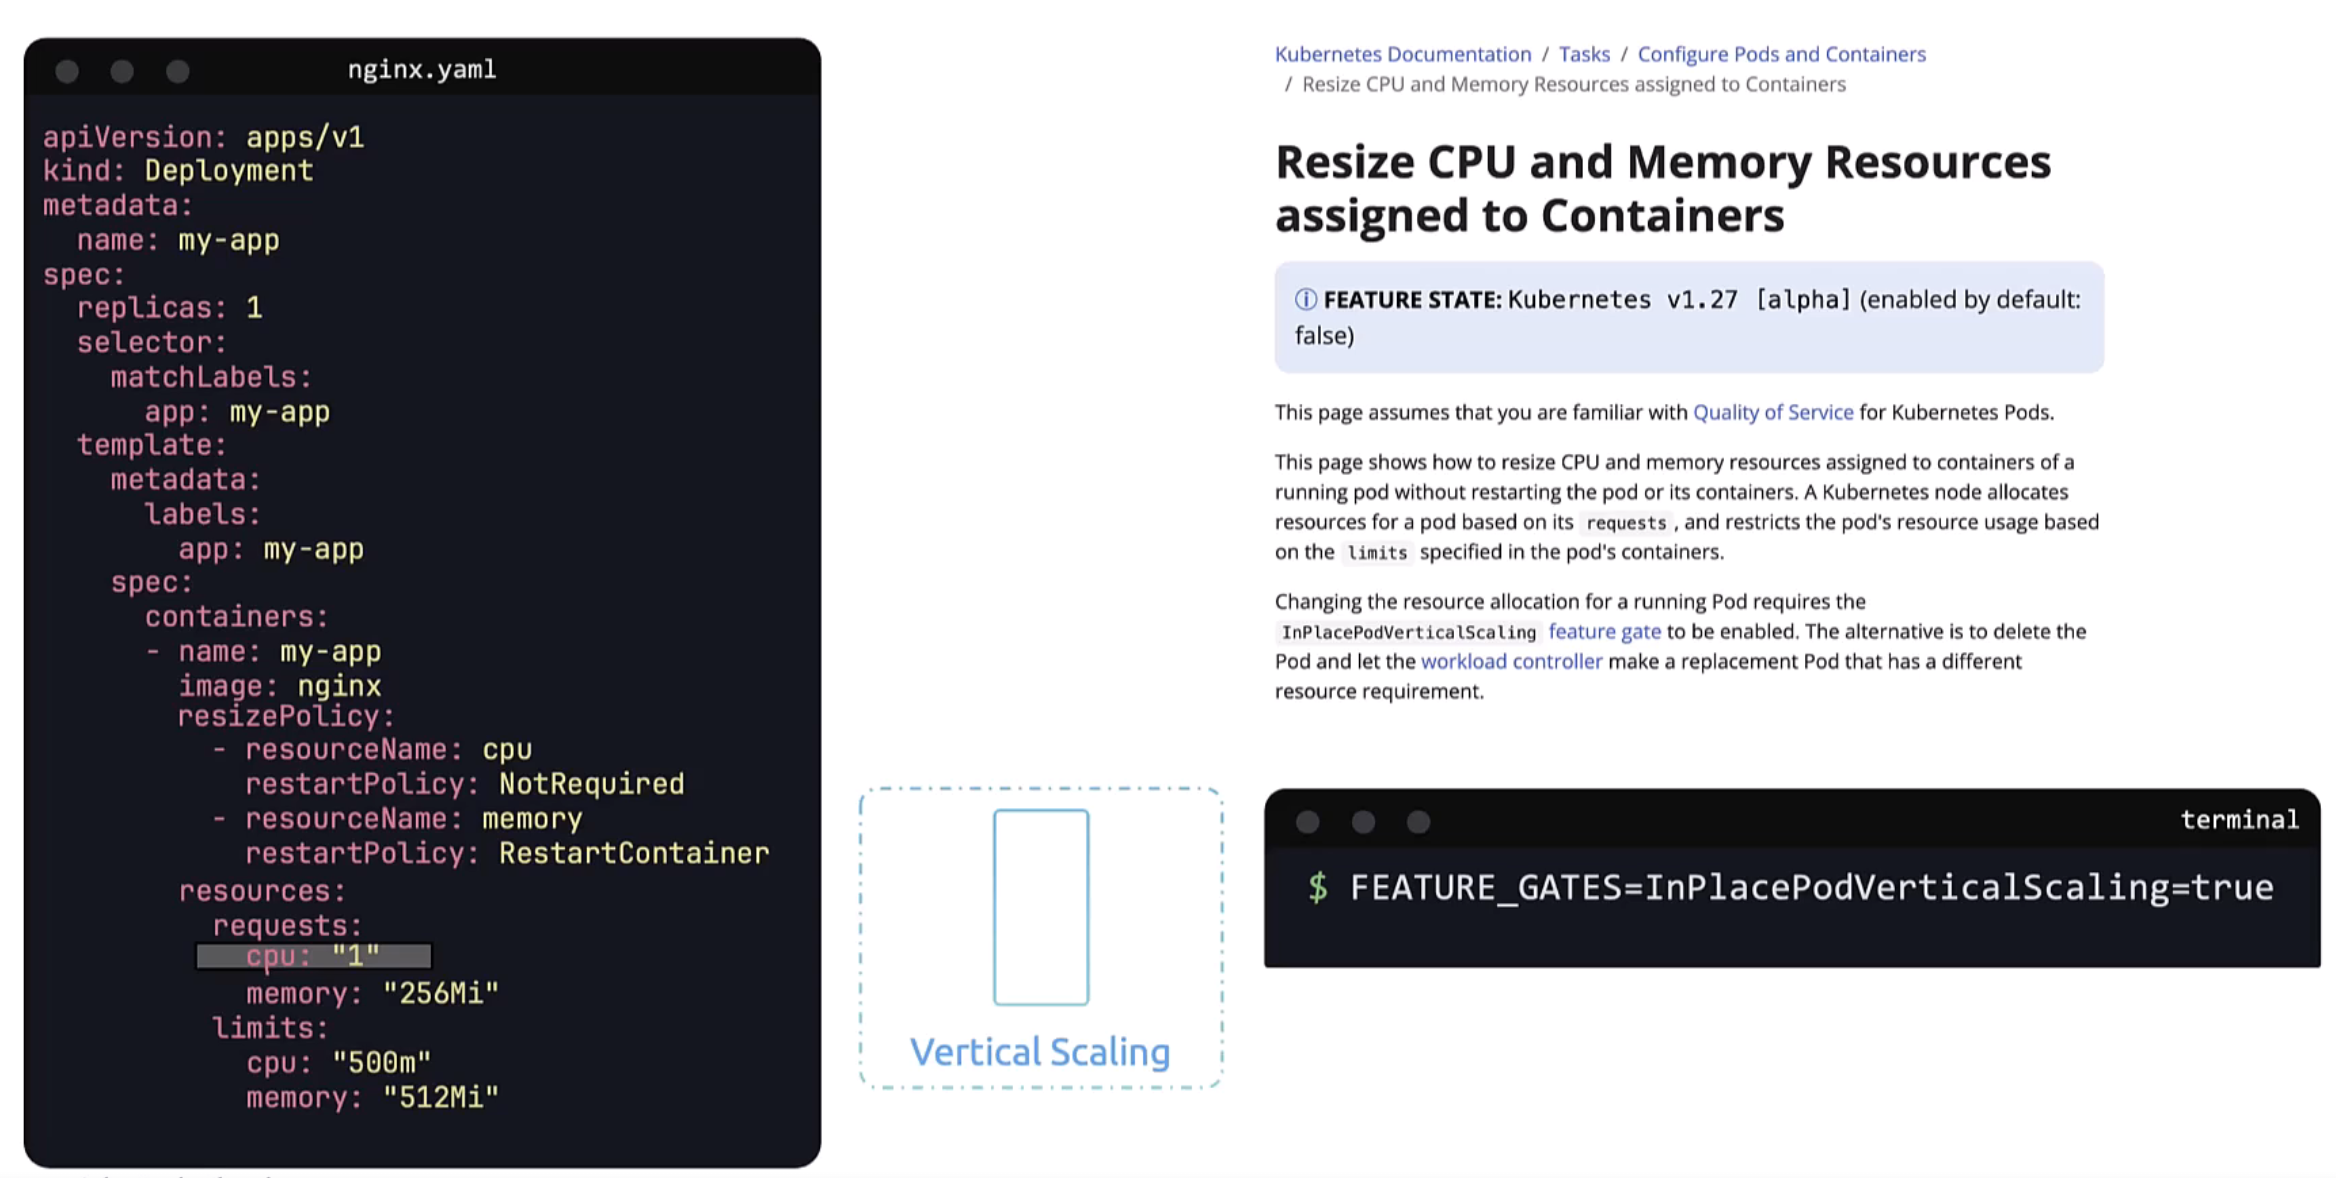 nginx.yaml
apiVersion: apps/v1
kind: Deployment
metadata:
  name: my-app
spec:
  replicas: 1
  selector:
    matchLabels:
      app: my-app
  template:
    metadata:
      labels:
        app: my-app
    spec:
      containers:
      - name: my-app
        image: nginx
        resizePolicy:
          - resourceName: cpu
            restartPolicy: NotRequired
          - resourceName: memory
            restartPolicy: RestartContainer
        resources:
          requests:
            cpu: "1"
            memory: "256Mi"
          limits:
            cpu: "500m"
            memory: "512Mi"
Vertical Scaling
Kubernetes Documentation / Tasks / Configure Pods and Containers
/ Resize CPU and Memory Resources assigned to Containers
Resize CPU and Memory Resources
assigned to Containers
FEATURE STATE: Kubernetes v1.27 [alpha] (enabled by default:
false)
This page assumes that you are familiar with Quality of Service for Kubernetes Pods.
This page shows how to resize CPU and memory resources assigned to containers of a
running pod without restarting the pod or its containers. A Kubernetes node allocates
resources for a pod based on its requests , and restricts the pod's resource usage based
on the limits specified in the pod's containers.
Changing the resource allocation for a running Pod requires the
InPlacePodVerticalScaling feature gate to be enabled. The alternative is to delete the
Pod and let the workload controller make a replacement Pod that has a different
resource requirement.
terminal
$ FEATURE_GATES=InPlacePodVerticalScaling=true